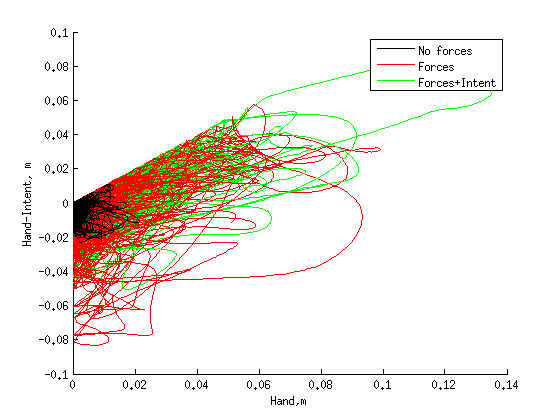 0.1
0.08
0.06
0.04
0.02
0
-0.02
-0.04
-0.06
-0.08
-0.1
Hand-Intent, m
No forces
Forces
Forces+Intent
0 0.02 0.04 0.06 0.08 0.1 0.12 0.14
Hand,m